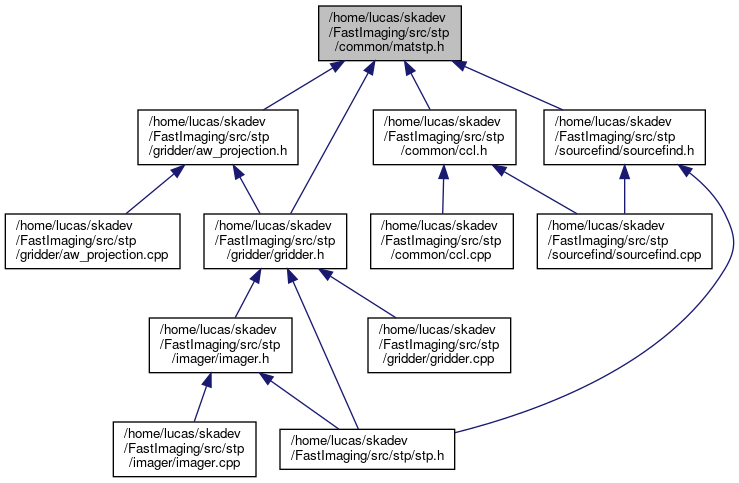 /home/lucas/skadev
/FastImaging/src/stp
/common/matstp.h
/home/lucas/skadev
/FastImaging/src/stp
/gridder/aw_projection.h
/home/lucas/skadev
/FastImaging/src/stp
/common/ccl.h
/home/lucas/skadev
/FastImaging/src/stp
/sourcefind/sourcefind.h
/home/lucas/skadev
/FastImaging/src/stp
/gridder/aw_projection.cpp
/home/lucas/skadev
/FastImaging/src/stp
/gridder/gridder.h
/home/lucas/skadev
/FastImaging/src/stp
/common/ccl.cpp
/home/lucas/skadev
/FastImaging/src/stp
/sourcefind/sourcefind.cpp
/home/lucas/skadev
/FastImaging/src/stp
/imager/imager.h
/home/lucas/skadev
/FastImaging/src/stp
/gridder/gridder.cpp
/home/lucas/skadev
/FastImaging/src/stp
/imager/imager.cpp
/home/lucas/skadev
/FastImaging/src/stp/stp.h